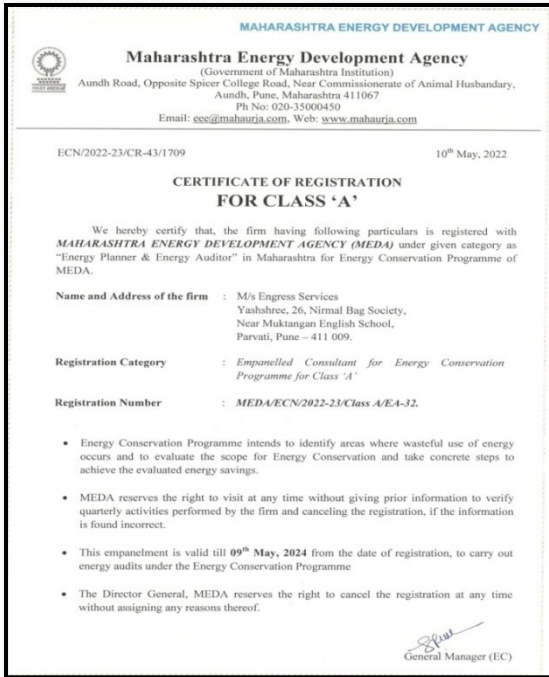 MAHARASHTRA ENERGY DEVELOPMENT AGENCY
Maharashtra Energy Development Agency
(Government of Maharashtra Institution)
Aundh Road, Opposite Spicer College Road, Near Commissionerate of Animal Husbandary,
Aundh, Pune, Maharashtra 411067
Ph No: 020-35000450
Email: eee@mahaurja.com, Web: www.mahaurja.com
ECN/2022-23/CR-43/1709 10th May, 2022
CERTIFICATE OF REGISTRATION
FOR CLASS ‘A’
We hereby certify that, the firm having following particulars is registered with
MAHARASHTRA ENERGY DEVELOPMENT AGENCY (MEDA) under given category as
“Energy Planner & Energy Auditor” in Maharashtra for Energy Conservation Programme of
MEDA.
Name and Address of the firm : M/s Engress Services
Yashshree, 26, Nirmal Bag Society,
Near Muktangan English School,
Parvati, Pune – 411 009.
Registration Category : Empanelled Consultant for Energy Conservation
Programme for Class ‘A’
Registration Number : MEDA/ECN/2022-23/Class A/EA-32.
• Energy Conservation Programme intends to identify areas where wasteful use of energy
occurs and to evaluate the scope for Energy Conservation and take concrete steps to
achieve the evaluated energy savings.
• MEDA reserves the right to visit at any time without giving prior information to verify
quarterly activities performed by the firm and canceling the registration, if the information
is found incorrect.
• This empanelment is valid till 09th May, 2024 from the date of registration, to carry out
energy audits under the Energy Conservation Programme
• The Director General, MEDA reserves the right to cancel the registration at any time
without assigning any reasons thereof.
General Manager (EC)